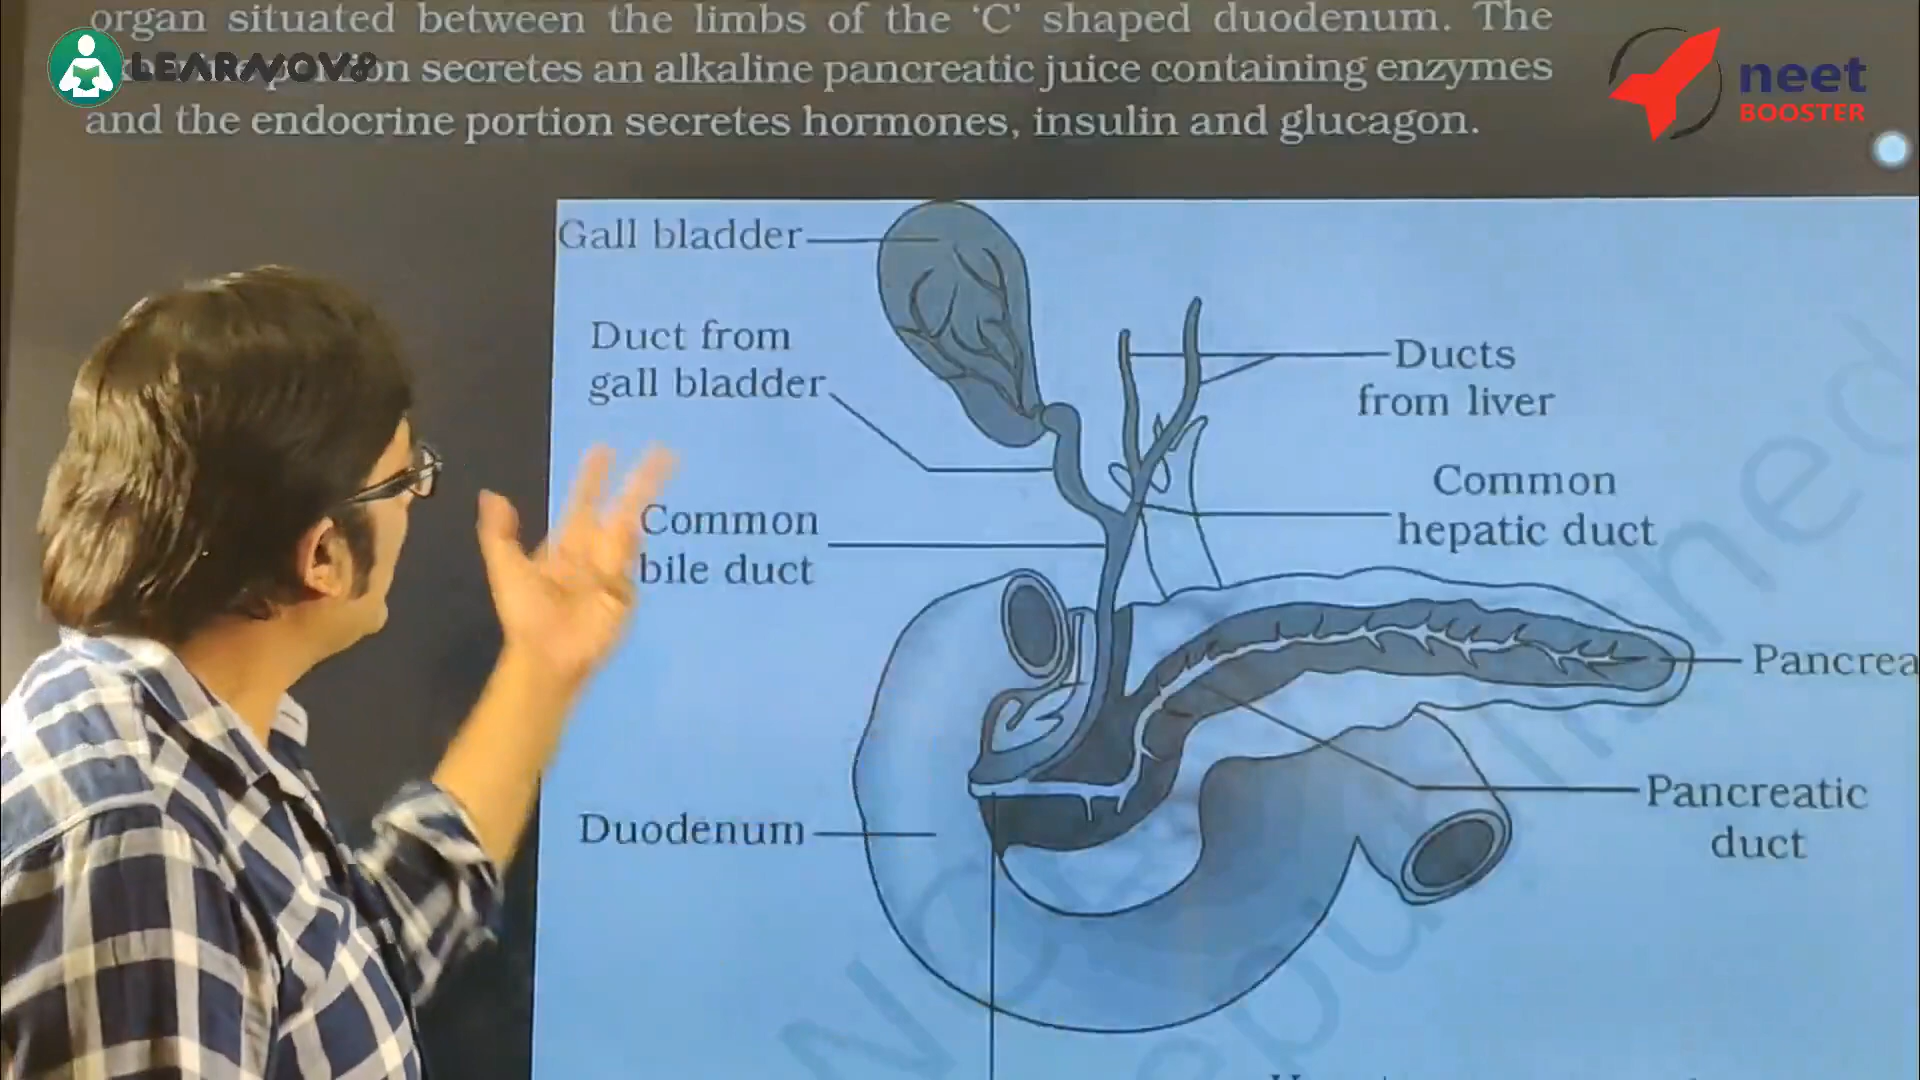 organ situated between the limbs of the ‘C’ shaped duodenum. The
LEARNOV8
secretes an alkaline pancreatic juice containing enzymes
and the endocrine portion secretes hormones, insulin and glucagon.
neet
BOOSTER
Gall bladder
Duct from
gall bladder
Ducts
from liver
Common
hepatic duct
Common
bile duct
Pancrea
Pancreatic
duct
Duodenum